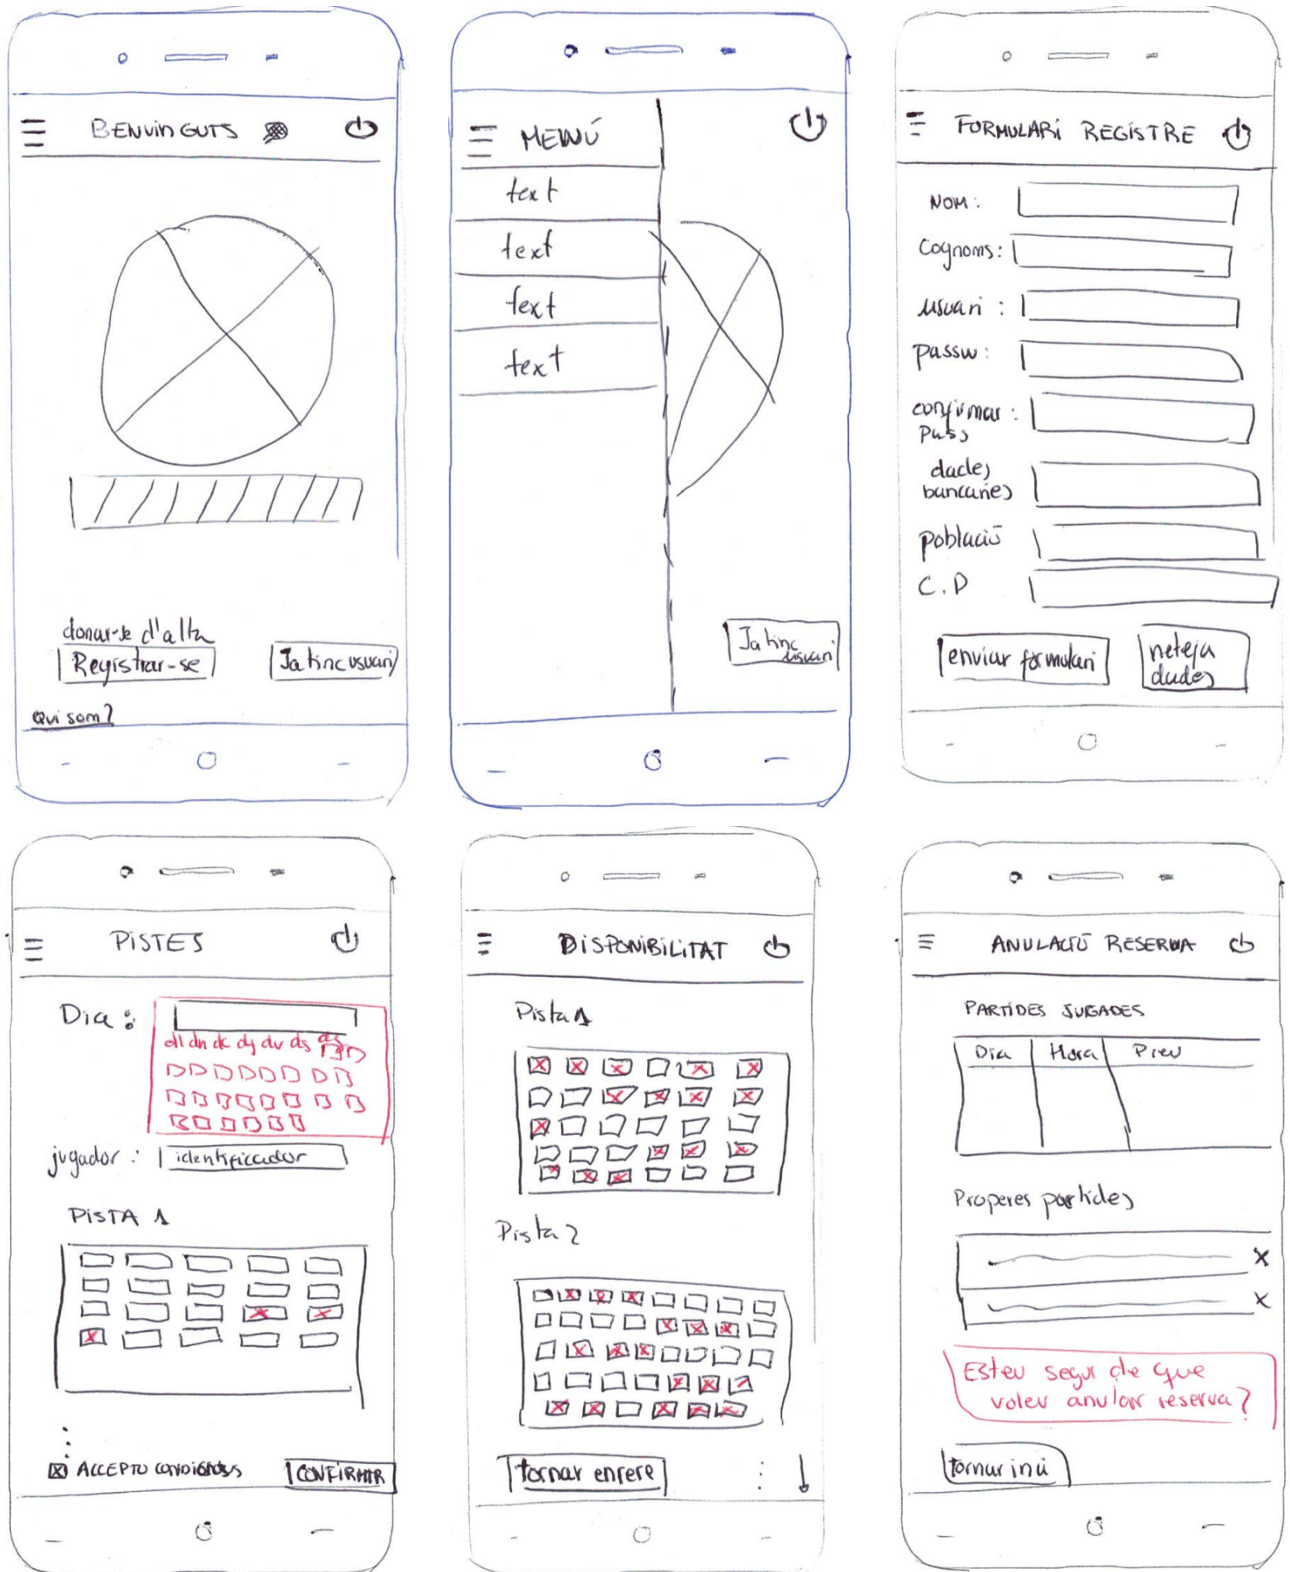 BENVINGUTS
donar-se d'alta
Registrar-se
Ja tinc usuari
Qui som?
MENÚ
text
text
text
text
Ja tinc
usuari
FORMULARI REGISTRE
NOM:
Cognoms:
usuari:
passw:
confirmar:
pass
dades
bancaries
població
C.P
enviar formulari
neteja
dades
PISTES
Dia:
dl dm dc dj dv ds
jugador:
identificador
PISTA 1
ACCEPTO condicions
CONFIRMAR
DISPONIBILITAT
Pista 1
Pista 2
tornar enrere
ANULACIÓ RESERVA
PARTIDES JUGADES
Dia Hora Preu
Properes partides
Esteu segur de que
voleu anular reserva?
tornar inici